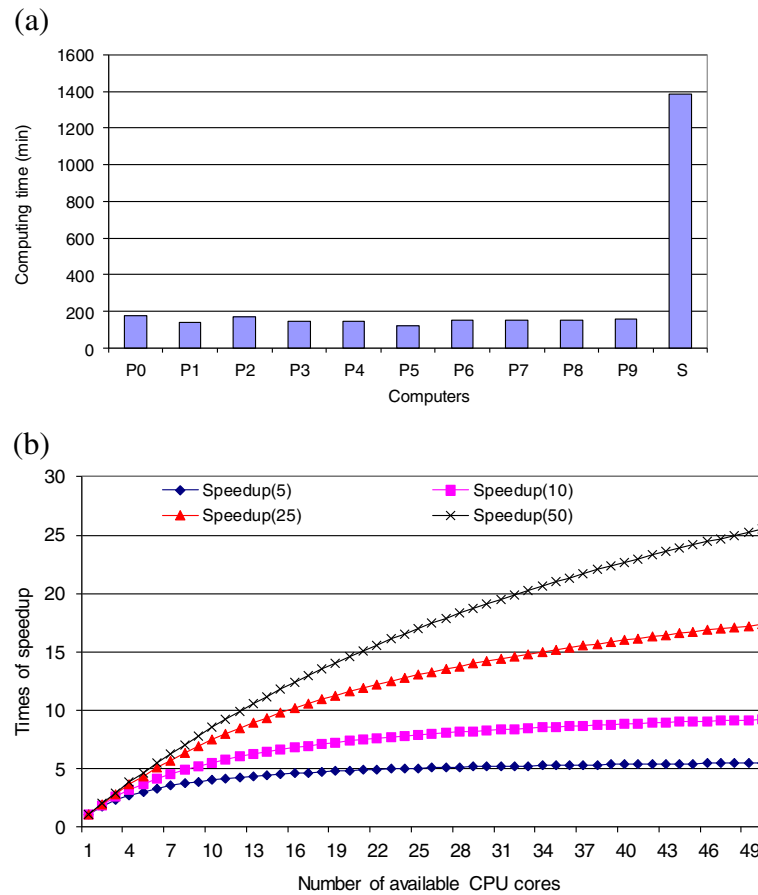 (a)
1600
1400
1200
1000
800
600
400
200
0
Computing time (min)
P0 P1 P2 P3 P4 P5 P6 P7 P8 P9 S
Computers
(b)
30
25
20
15
10
5
0
Times of speedup
Speedup(5) Speedup(10)
Speedup(25) Speedup(50)
1 4 7 10 13 16 19 22 25 28 31 34 37 40 43 46 49
Number of available CPU cores